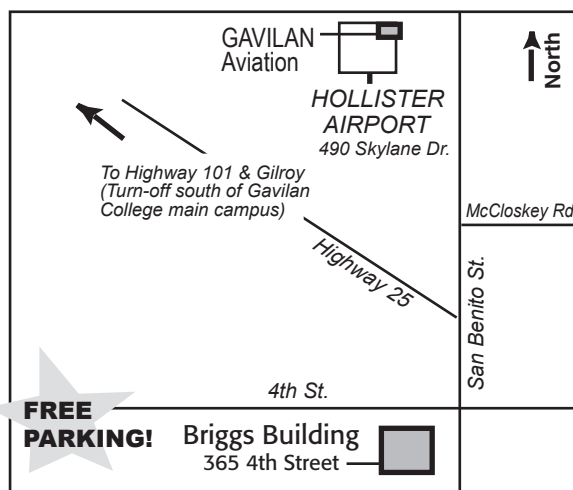 GAVILAN
Aviation
North
HOLLISTER
AIRPORT
490 Skylane Dr.
To Highway 101 & Gilroy
(Turn-off south of Gavilan
College main campus)
McCloskey Rd
Highway 25
San Benito St.
4th St.
FREE
PARKING!
Briggs Building
365 4th Street